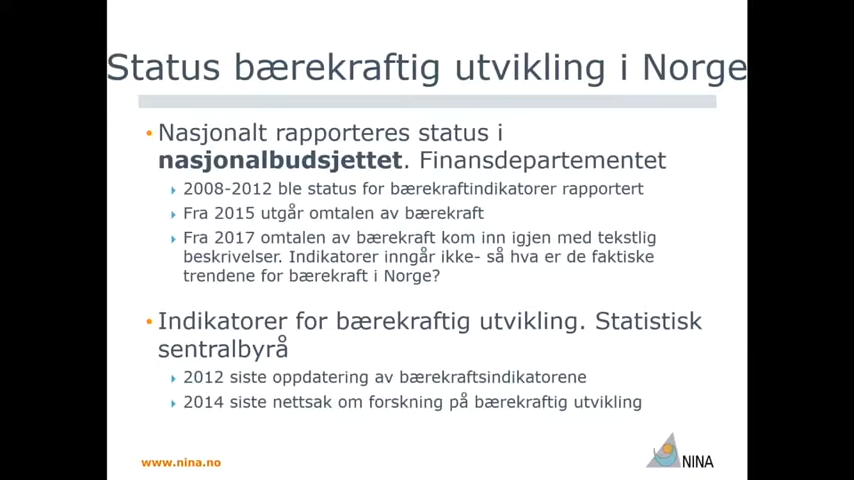 Status bærekraftig utvikling i Norge
• Nasjonalt rapporteres status i
nasjonalbudsjettet. Finansdepartementet
2008-2012 ble status for bærekraftindikatorer rapportert
Fra 2015 utgår omtalen av bærekraft
Fra 2017 omtalen av bærekraft kom inn igjen med tekstlig
beskrivelser. Indikatorer inngår ikke- så hva er de faktiske
trendene for bærekraft i Norge?
• Indikatorer for bærekraftig utvikling. Statistisk
sentralbyrå
2012 siste oppdatering av bærekraftsindikatorene
2014 siste nettsak om forskning på bærekraftig utvikling
www.nina.no
NINA